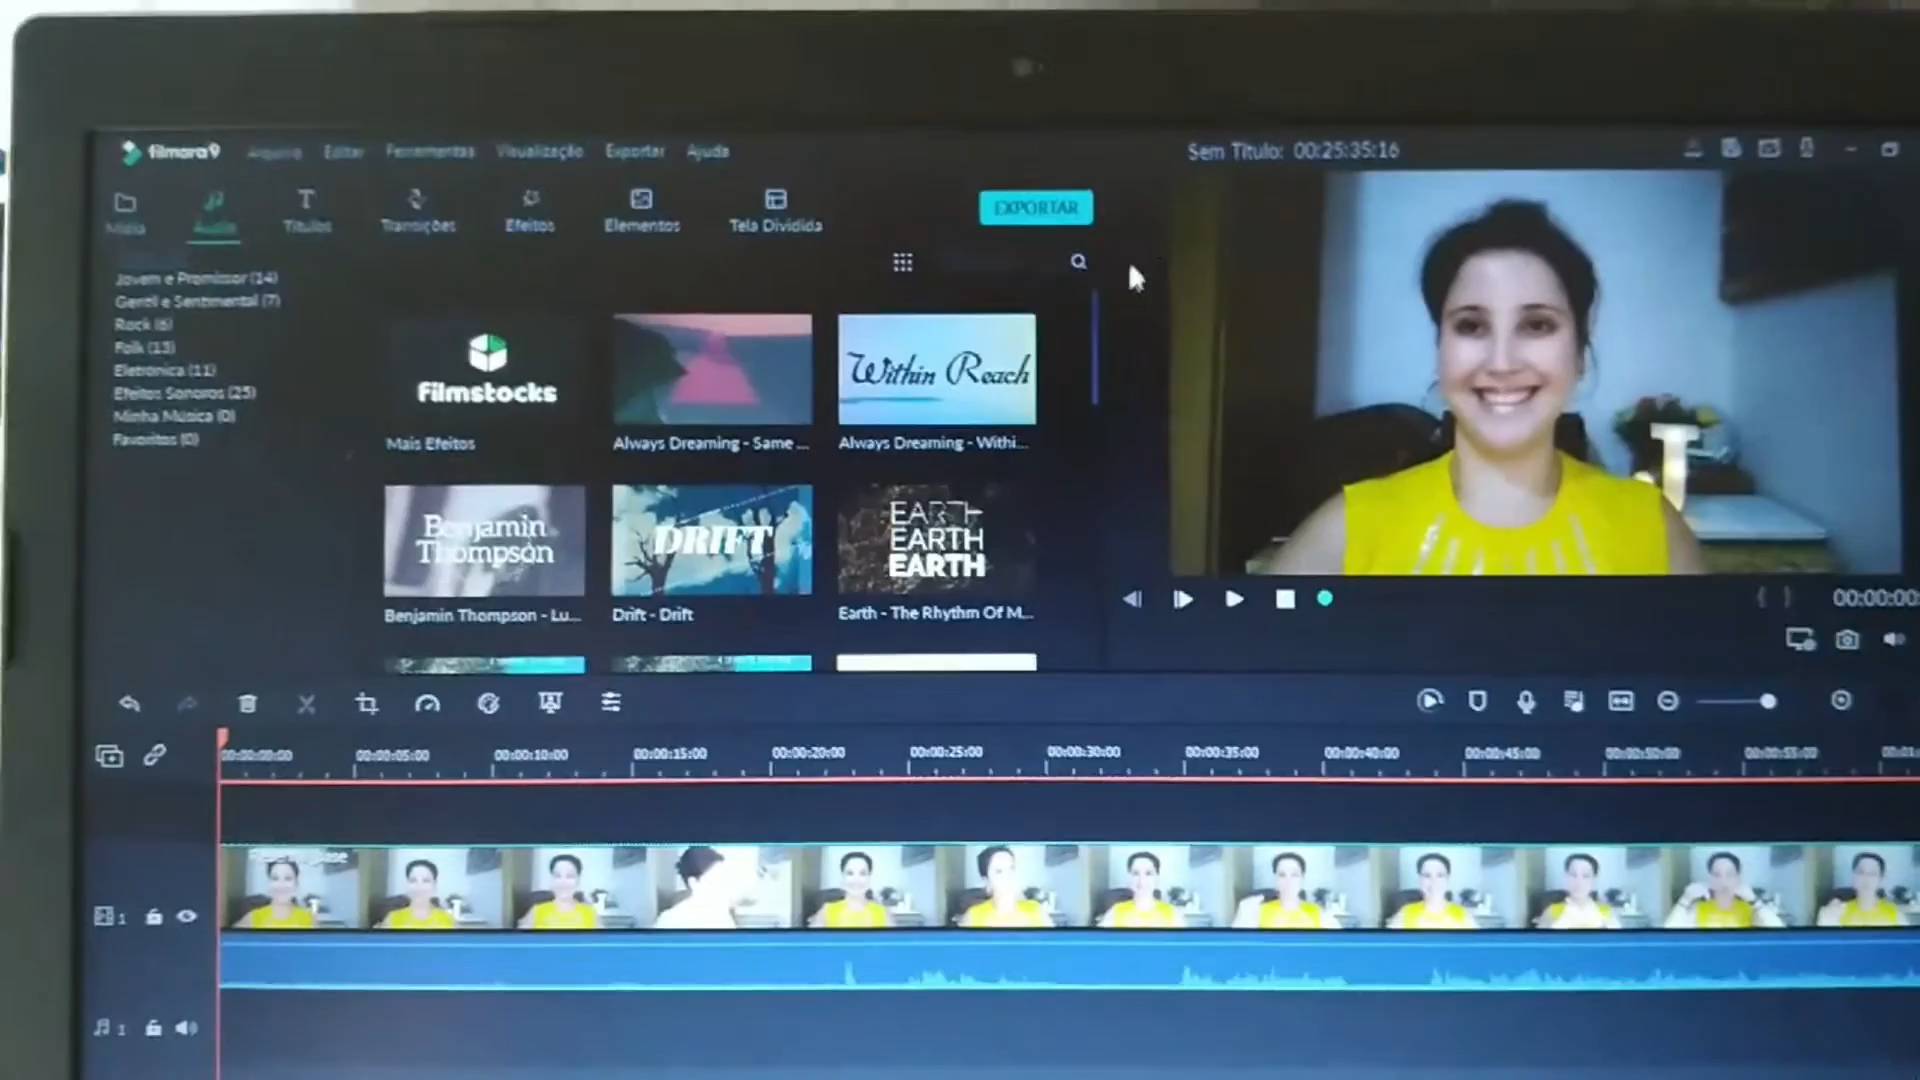 filmora9 Arquivo Editar Ferramentas Visualização Exportar Ajuda
Sem Título: 00:25:35:16
Mídia Áudio Títulos Transições Efeitos Elementos Tela Dividida
EXPORTAR
Jovem e Promissor (14)
Gentil e Sentimental (7)
Rock (6)
Folk (13)
Eletrônica (11)
Efeitos Sonoros (25)
Minha Música (0)
Favoritos (0)
filmstocks
Within Reach
Mais Efeitos
Always Dreaming - Same ...
Always Dreaming - Withi...
Benjamin
Thompson
DRIFT
EARTH
EARTH
EARTH
Benjamin Thompson - Lu...
Drift - Drift
Earth - The Rhythm Of M...
00:00:00
00:00:00:00 00:00:05:00 00:00:10:00 00:00:15:00 00:00:20:00 00:00:25:00 00:00:30:00 00:00:35:00 00:00:40:00 00:00:45:00 00:00:50:00 00:00:55:00
1
1